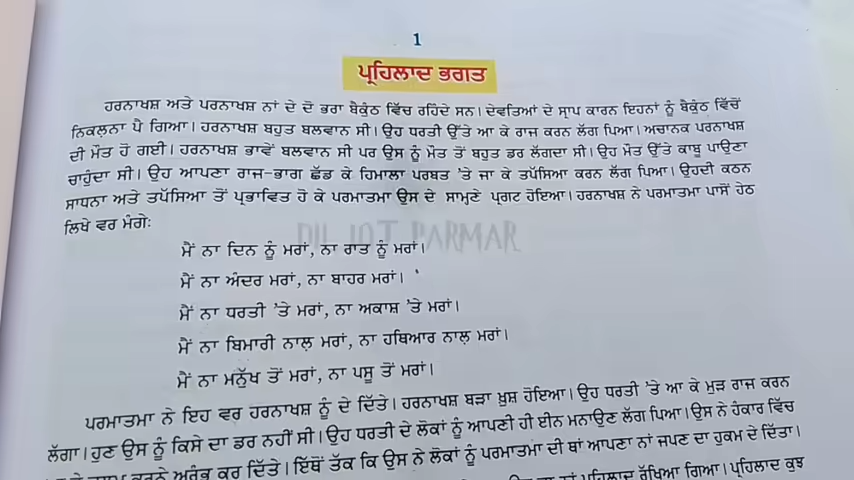 1
ਪ੍ਰਹਿਲਾਦ ਭਗਤ
ਹਰਨਾਖਸ਼ ਅਤੇ ਪਰਨਾਖਸ਼ ਨਾਂ ਦੇ ਦੋ ਭਰਾ ਬੈਕੁੰਠ ਵਿੱਚ ਰਹਿੰਦੇ ਸਨ। ਦੇਵਤਿਆਂ ਦੇ ਸ੍ਰਾਪ ਕਾਰਨ ਇਹਨਾਂ ਨੂੰ ਬੈਕੁੰਠ ਵਿੱਚੋਂ
ਨਿਕਲਨਾ ਪੈ ਗਿਆ। ਹਰਨਾਖਸ਼ ਬਹੁਤ ਬਲਵਾਨ ਸੀ। ਉਹ ਧਰਤੀ ਉੱਤੇ ਆ ਕੇ ਰਾਜ ਕਰਨ ਲੱਗ ਪਿਆ। ਅਚਾਨਕ ਪਰਨਾਖਸ਼
ਦੀ ਮੌਤ ਹੋ ਗਈ। ਹਰਨਾਖਸ਼ ਭਾਵੇਂ ਬਲਵਾਨ ਸੀ ਪਰ ਉਸ ਨੂੰ ਮੌਤ ਤੋਂ ਬਹੁਤ ਡਰ ਲੱਗਦਾ ਸੀ। ਉਹ ਮੌਤ ਉੱਤੇ ਕਾਬੂ ਪਾਉਣਾ
ਚਾਹੁੰਦਾ ਸੀ। ਉਹ ਆਪਣਾ ਰਾਜ-ਭਾਗ ਛੱਡ ਕੇ ਹਿਮਾਲਾ ਪਰਬਤ 'ਤੇ ਜਾ ਕੇ ਤਪੱਸਿਆ ਕਰਨ ਲੱਗ ਪਿਆ। ਉਹਦੀ ਕਠਨ
ਸਾਧਨਾ ਅਤੇ ਤਪੱਸਿਆ ਤੋਂ ਪ੍ਰਭਾਵਿਤ ਹੋ ਕੇ ਪਰਮਾਤਮਾ ਉਸ ਦੇ ਸਾਮ੍ਹਣੇ ਪ੍ਰਗਟ ਹੋਇਆ। ਹਰਨਾਖਸ਼ ਨੇ ਪਰਮਾਤਮਾ ਪਾਸੋਂ ਹੇਠ
ਲਿਖੇ ਵਰ ਮੰਗੇ:
DILJOT PARMAR
ਮੈਂ ਨਾ ਦਿਨ ਨੂੰ ਮਰਾਂ, ਨਾ ਰਾਤ ਨੂੰ ਮਰਾਂ।
ਮੈਂ ਨਾ ਅੰਦਰ ਮਰਾਂ, ਨਾ ਬਾਹਰ ਮਰਾਂ।
ਮੈਂ ਨਾ ਧਰਤੀ 'ਤੇ ਮਰਾਂ, ਨਾ ਅਕਾਸ਼ 'ਤੇ ਮਰਾਂ।
ਮੈਂ ਨਾ ਬਿਮਾਰੀ ਨਾਲ਼ ਮਰਾਂ, ਨਾ ਹਥਿਆਰ ਨਾਲ਼ ਮਰਾਂ।
ਮੈਂ ਨਾ ਮਨੁੱਖ ਤੋਂ ਮਰਾਂ, ਨਾ ਪਸੂ ਤੋਂ ਮਰਾਂ।
ਪਰਮਾਤਮਾ ਨੇ ਇਹ ਵਰ ਹਰਨਾਖਸ਼ ਨੂੰ ਦੇ ਦਿੱਤੇ। ਹਰਨਾਖਸ਼ ਬੜਾ ਖ਼ੁਸ਼ ਹੋਇਆ। ਉਹ ਧਰਤੀ 'ਤੇ ਆ ਕੇ ਮੁੜ ਰਾਜ ਕਰਨ
ਲੱਗਾ। ਹੁਣ ਉਸ ਨੂੰ ਕਿਸੇ ਦਾ ਡਰ ਨਹੀਂ ਸੀ। ਉਹ ਧਰਤੀ ਦੇ ਲੋਕਾਂ ਨੂੰ ਆਪਣੀ ਹੀ ਈਨ ਮਨਾਉਣ ਲੱਗ ਪਿਆ। ਉਸ ਨੇ ਹੰਕਾਰ ਵਿੱਚ
ਕਰਨੇ ਅਰੰਭ ਕਰ ਦਿੱਤੇ। ਇੱਥੋਂ ਤੱਕ ਕਿ ਉਸ ਨੇ ਲੋਕਾਂ ਨੂੰ ਪਰਮਾਤਮਾ ਦੀ ਥਾਂ ਆਪਣਾ ਨਾਂ ਜਪਣ ਦਾ ਹੁਕਮ ਦੇ ਦਿੱਤਾ।
ਨਾਂ ਪ੍ਰਹਿਲਾਦ ਰੱਖਿਆ ਗਿਆ। ਪ੍ਰਹਿਲਾਦ ਕੁਝ